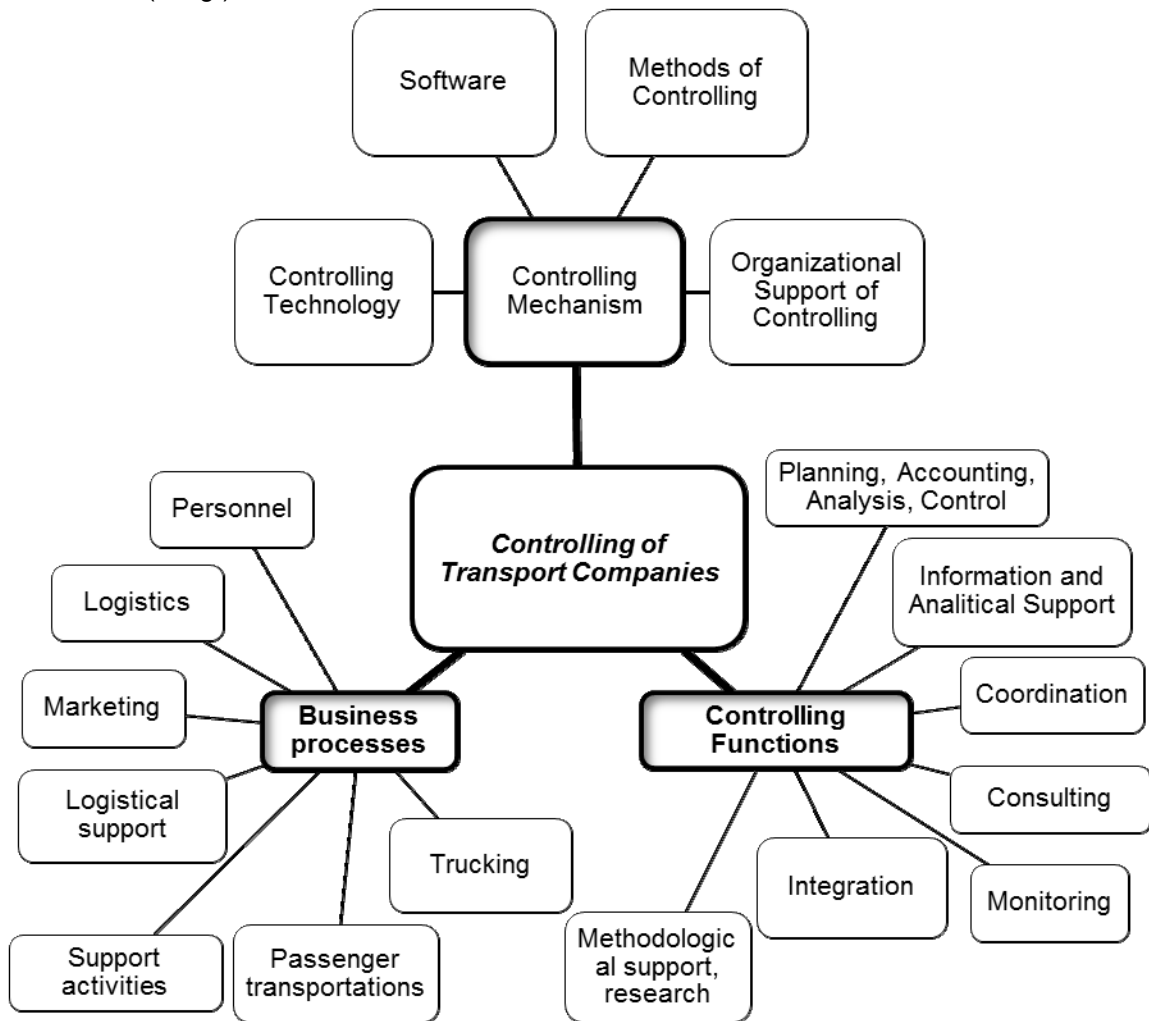 Software
Methods of
Controlling
Controlling
Technology
Controlling
Mechanism
Organizational
Support of
Controlling
Controlling of
Transport Companies
Personnel
Logistics
Marketing
Logistical
support
Support
activities
Passenger
transportations
Trucking
Business
processes
Planning, Accounting,
Analysis, Control
Information and
Analitical Support
Coordination
Consulting
Monitoring
Integration
Methodologic
al support,
research
Controlling
Functions